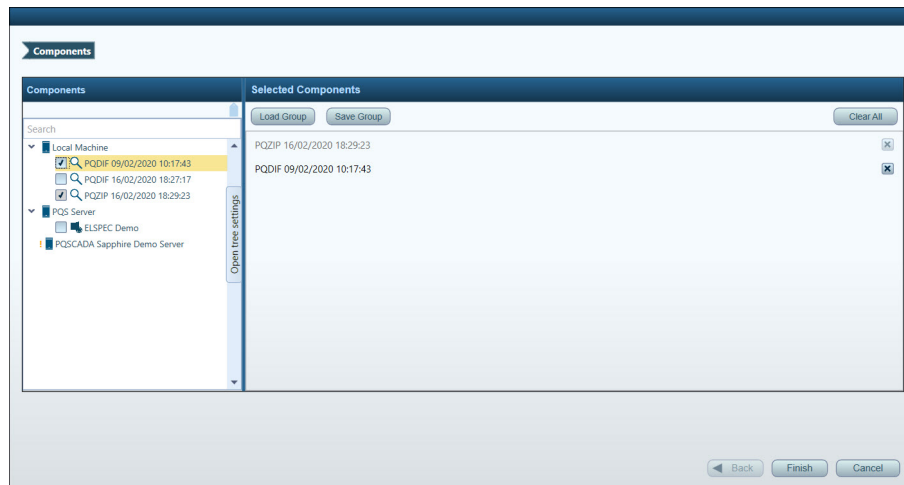 Components
Components
Selected Components
Load Group
Save Group
Clear All
Search
Local Machine
PQDIF 09/02/2020 10:17:43
PQDIF 16/02/2020 18:27:17
PQZIP 16/02/2020 18:29:23
PQS Server
ELSPEC Demo
! PQSCADA Sapphire Demo Server
Open tree settings
PQZIP 16/02/2020 18:29:23
PQDIF 09/02/2020 10:17:43
Back
Finish
Cancel